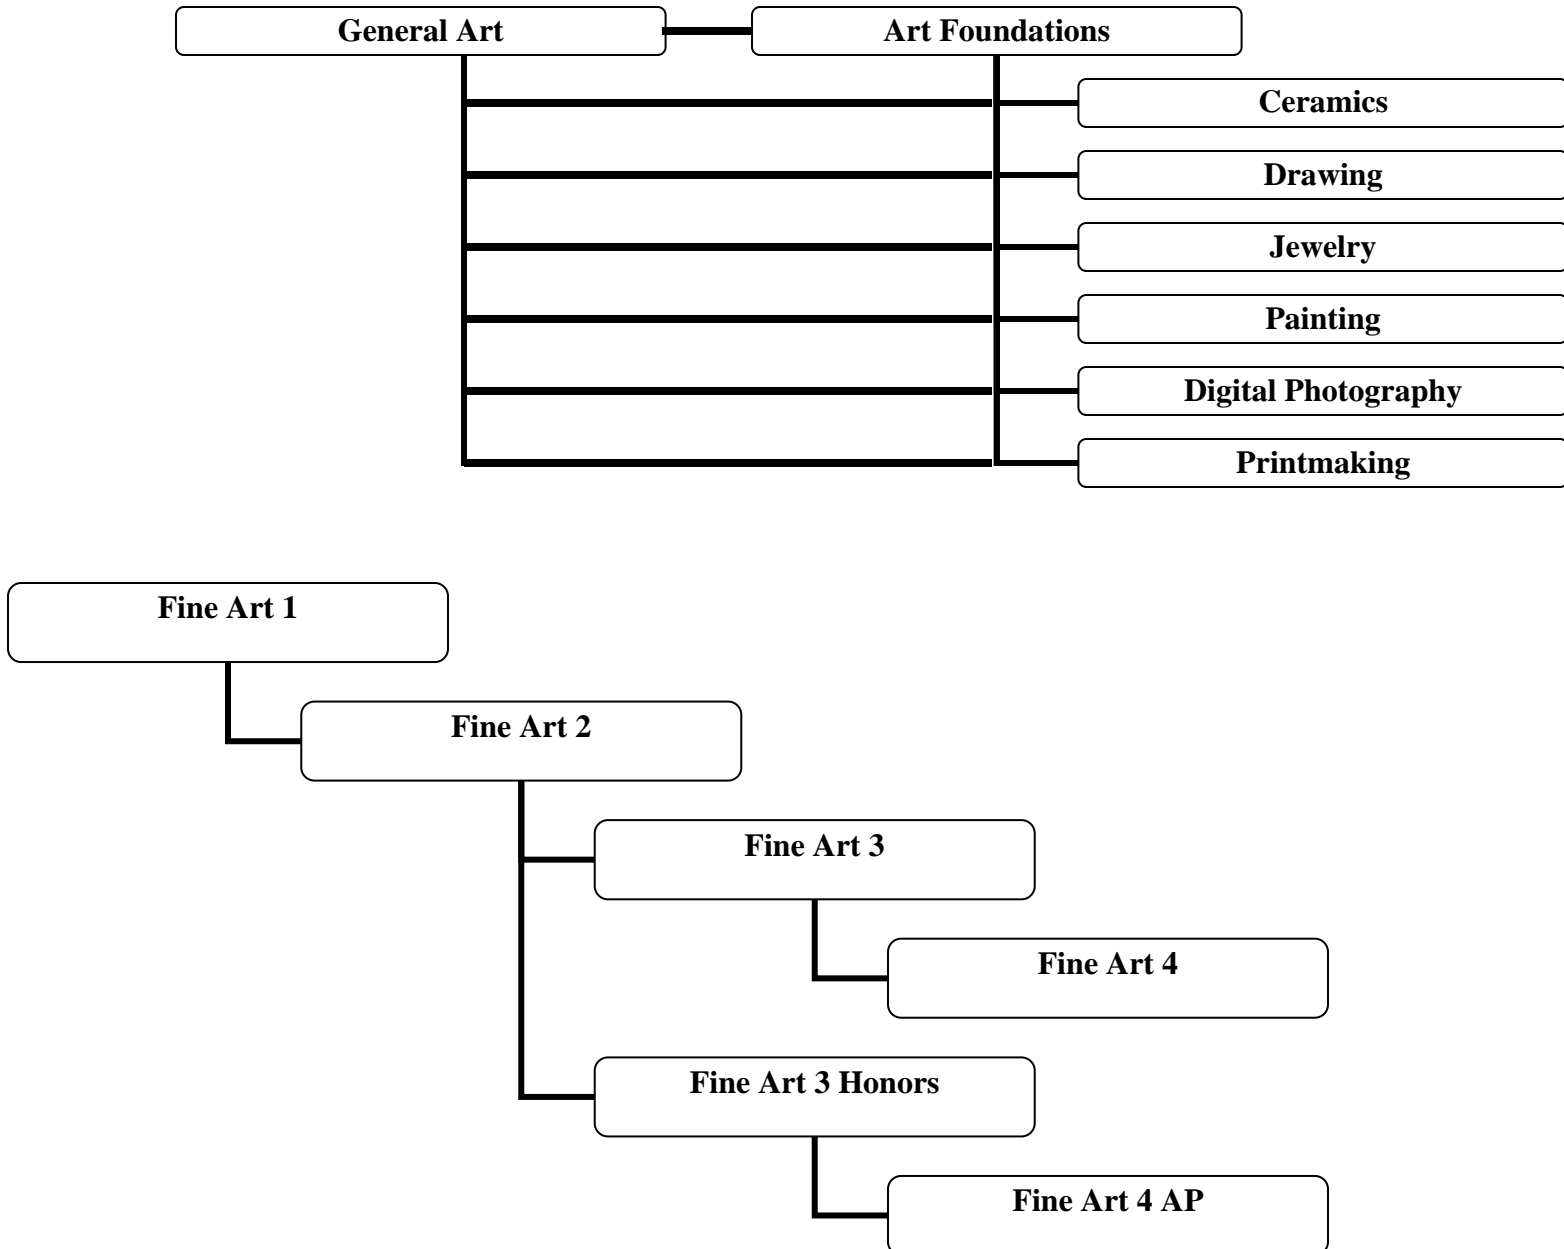 General Art
Art Foundations
Ceramics
Drawing
Jewelry
Painting
Digital Photography
Printmaking
Fine Art 1
Fine Art 2
Fine Art 3
Fine Art 4
Fine Art 3 Honors
Fine Art 4 AP